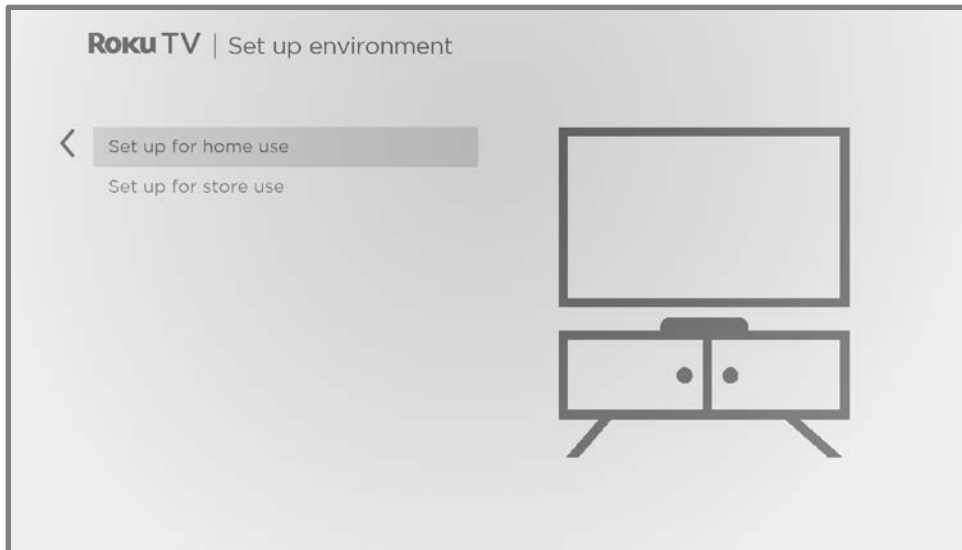 Roku TV | Set up environment
Set up for home use
Set up for store use